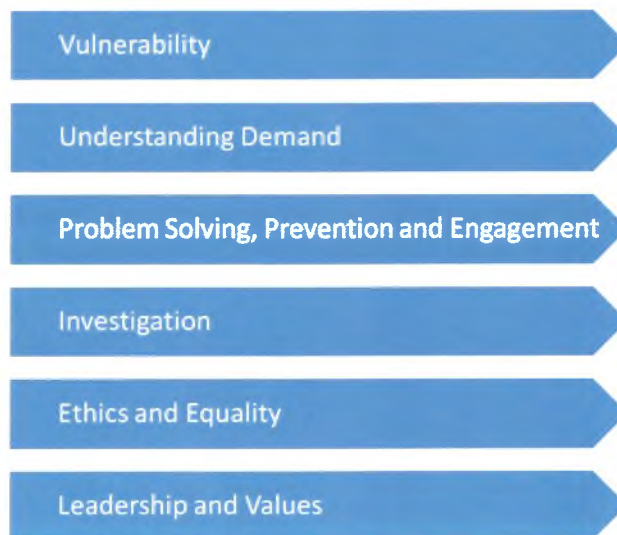 Vulnerability
Understanding Demand
Problem Solving, Prevention and Engagement
Investigation
Ethics and Equality
Leadership and Values